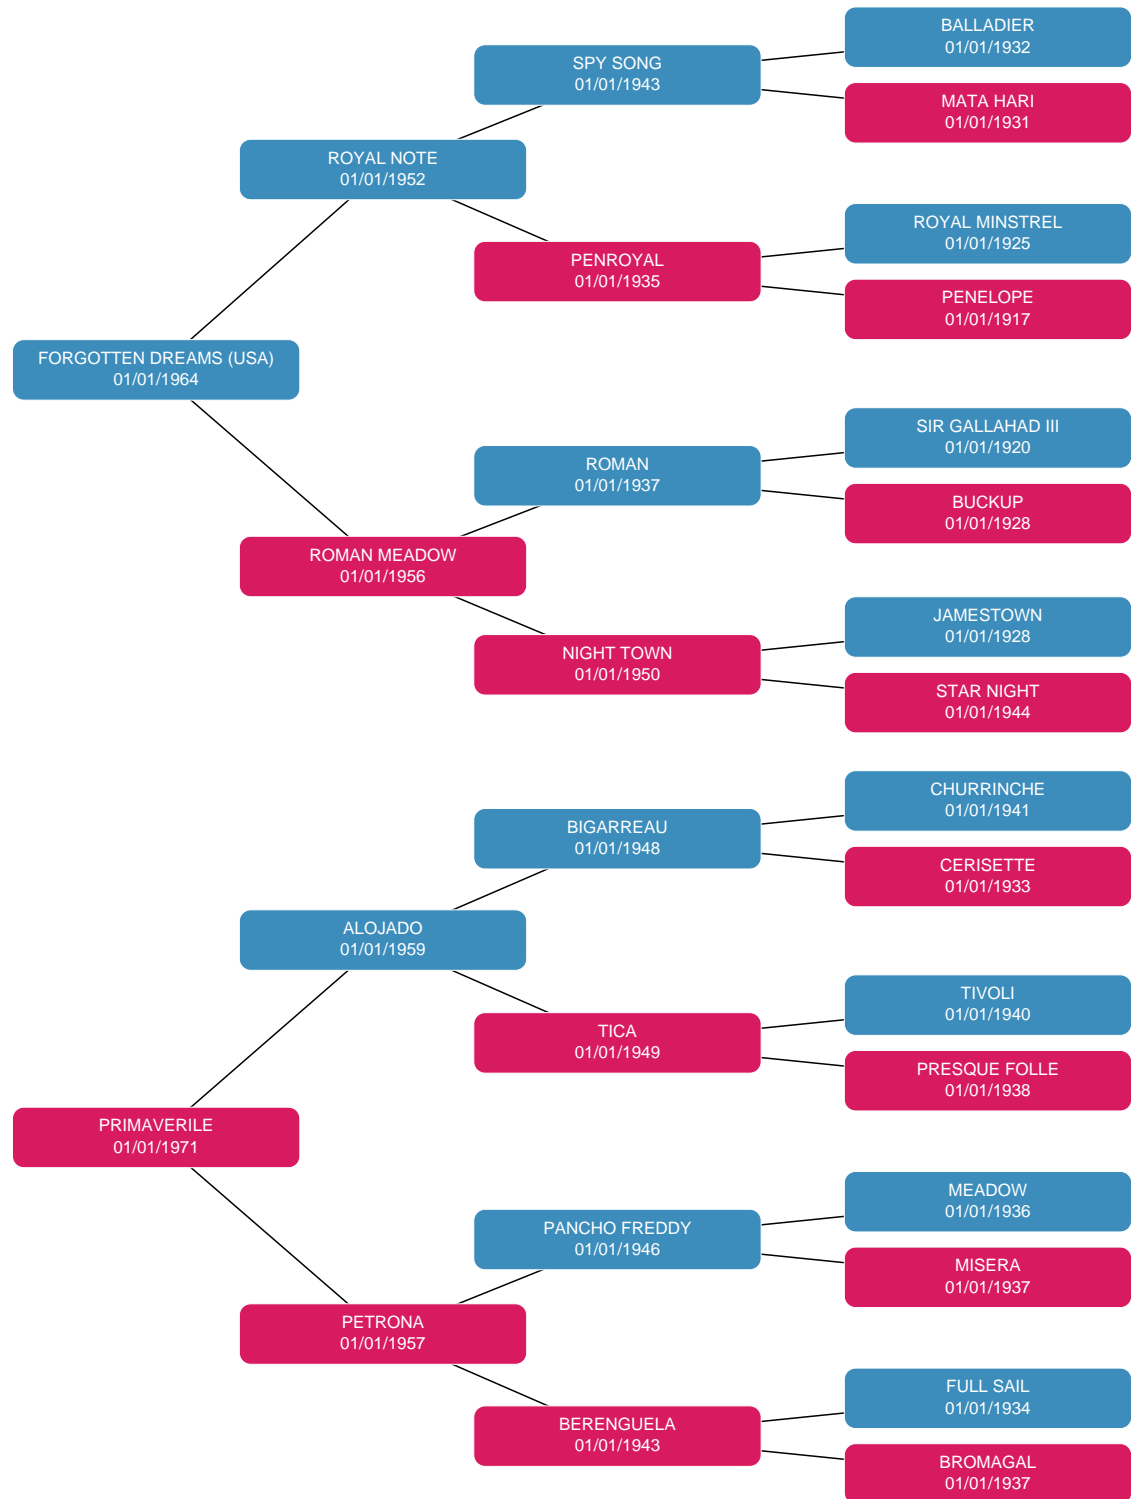 BALLADIER
01/01/1932
SPY SONG
01/01/1943
MATA HARI
01/01/1931
ROYAL NOTE
01/01/1952
ROYAL MINSTREL
01/01/1925
PENROYAL
01/01/1935
PENELOPE
01/01/1917
FORGOTTEN DREAMS (USA)
01/01/1964
SIR GALLAHAD III
01/01/1920
ROMAN
01/01/1937
BUCKUP
01/01/1928
ROMAN MEADOW
01/01/1956
JAMESTOWN
01/01/1928
NIGHT TOWN
01/01/1950
STAR NIGHT
01/01/1944
CHURRINCHE
01/01/1941
BIGARREAU
01/01/1948
CERISETTE
01/01/1933
ALOJADO
01/01/1959
TIVOLI
01/01/1940
TICA
01/01/1949
PRESQUE FOLLE
01/01/1938
PRIMAVERILE
01/01/1971
MEADOW
01/01/1936
PANCHO FREDDY
01/01/1946
MISERA
01/01/1937
PETRONA
01/01/1957
FULL SAIL
01/01/1934
BERENGUELA
01/01/1943
BROMAGAL
01/01/1937